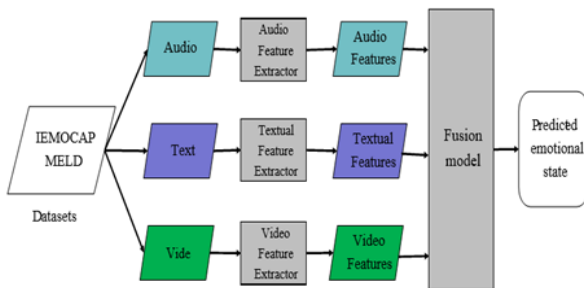 IEMOCAP
MELD
Datasets
Audio
Audio
Feature
Extractor
Audio
Features
Text
Textual
Feature
Extractor
Textual
Features
Vide
Video
Feature
Extractor
Video
Features
Fusion
model
Predicted
emotional
state